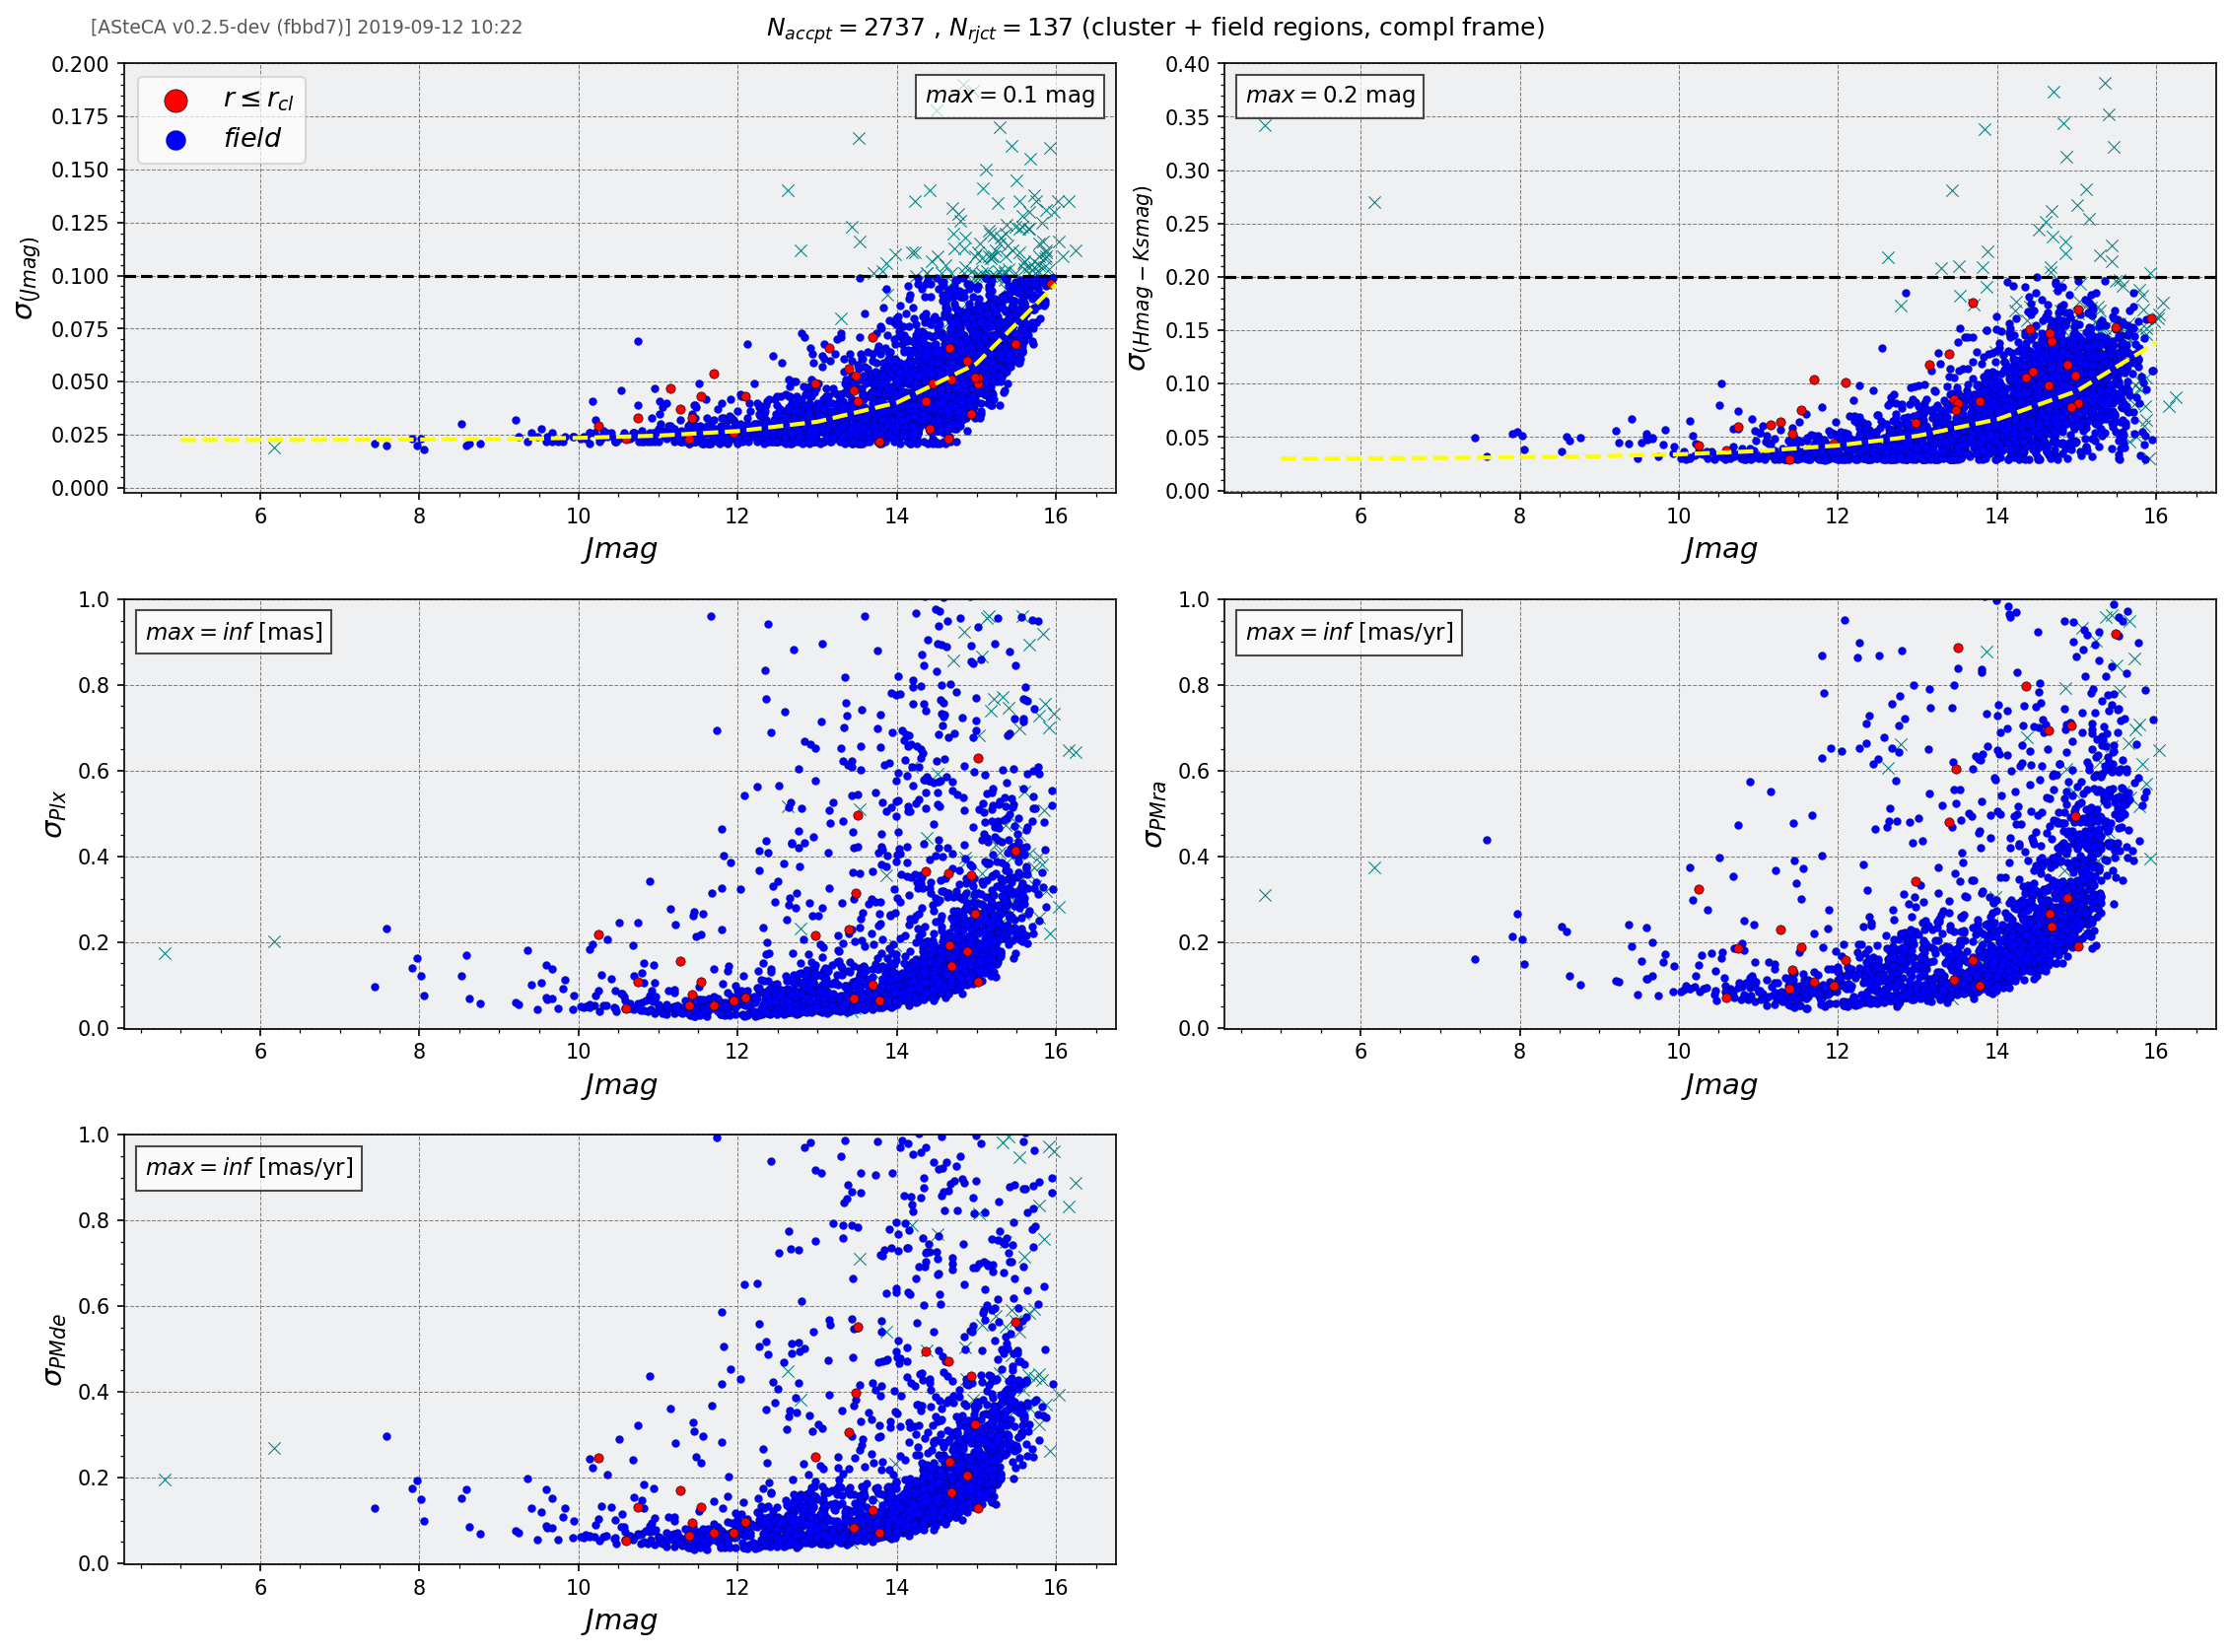 [ASteCA v0.2.5-dev (fbbd7)] 2019-09-12 10:22
N_accpt = 2737 , N_rjct = 137 (cluster + field regions, compl frame)
0.200
0.175
0.150
0.125
0.100
0.075
0.050
0.025
0.000
σ(Jmag)
r ≤ r_cl
field
max = 0.1 mag
6 8 10 12 14 16
Jmag
0.40
0.35
0.30
0.25
0.20
0.15
0.10
0.05
0.00
σ(Hmag − Ksmag)
max = 0.2 mag
6 8 10 12 14 16
Jmag
1.0
0.8
0.6
0.4
0.2
0.0
σPlx
max = inf [mas]
6 8 10 12 14 16
Jmag
1.0
0.8
0.6
0.4
0.2
0.0
σPMra
max = inf [mas/yr]
6 8 10 12 14 16
Jmag
1.0
0.8
0.6
0.4
0.2
0.0
σPMde
max = inf [mas/yr]
6 8 10 12 14 16
Jmag